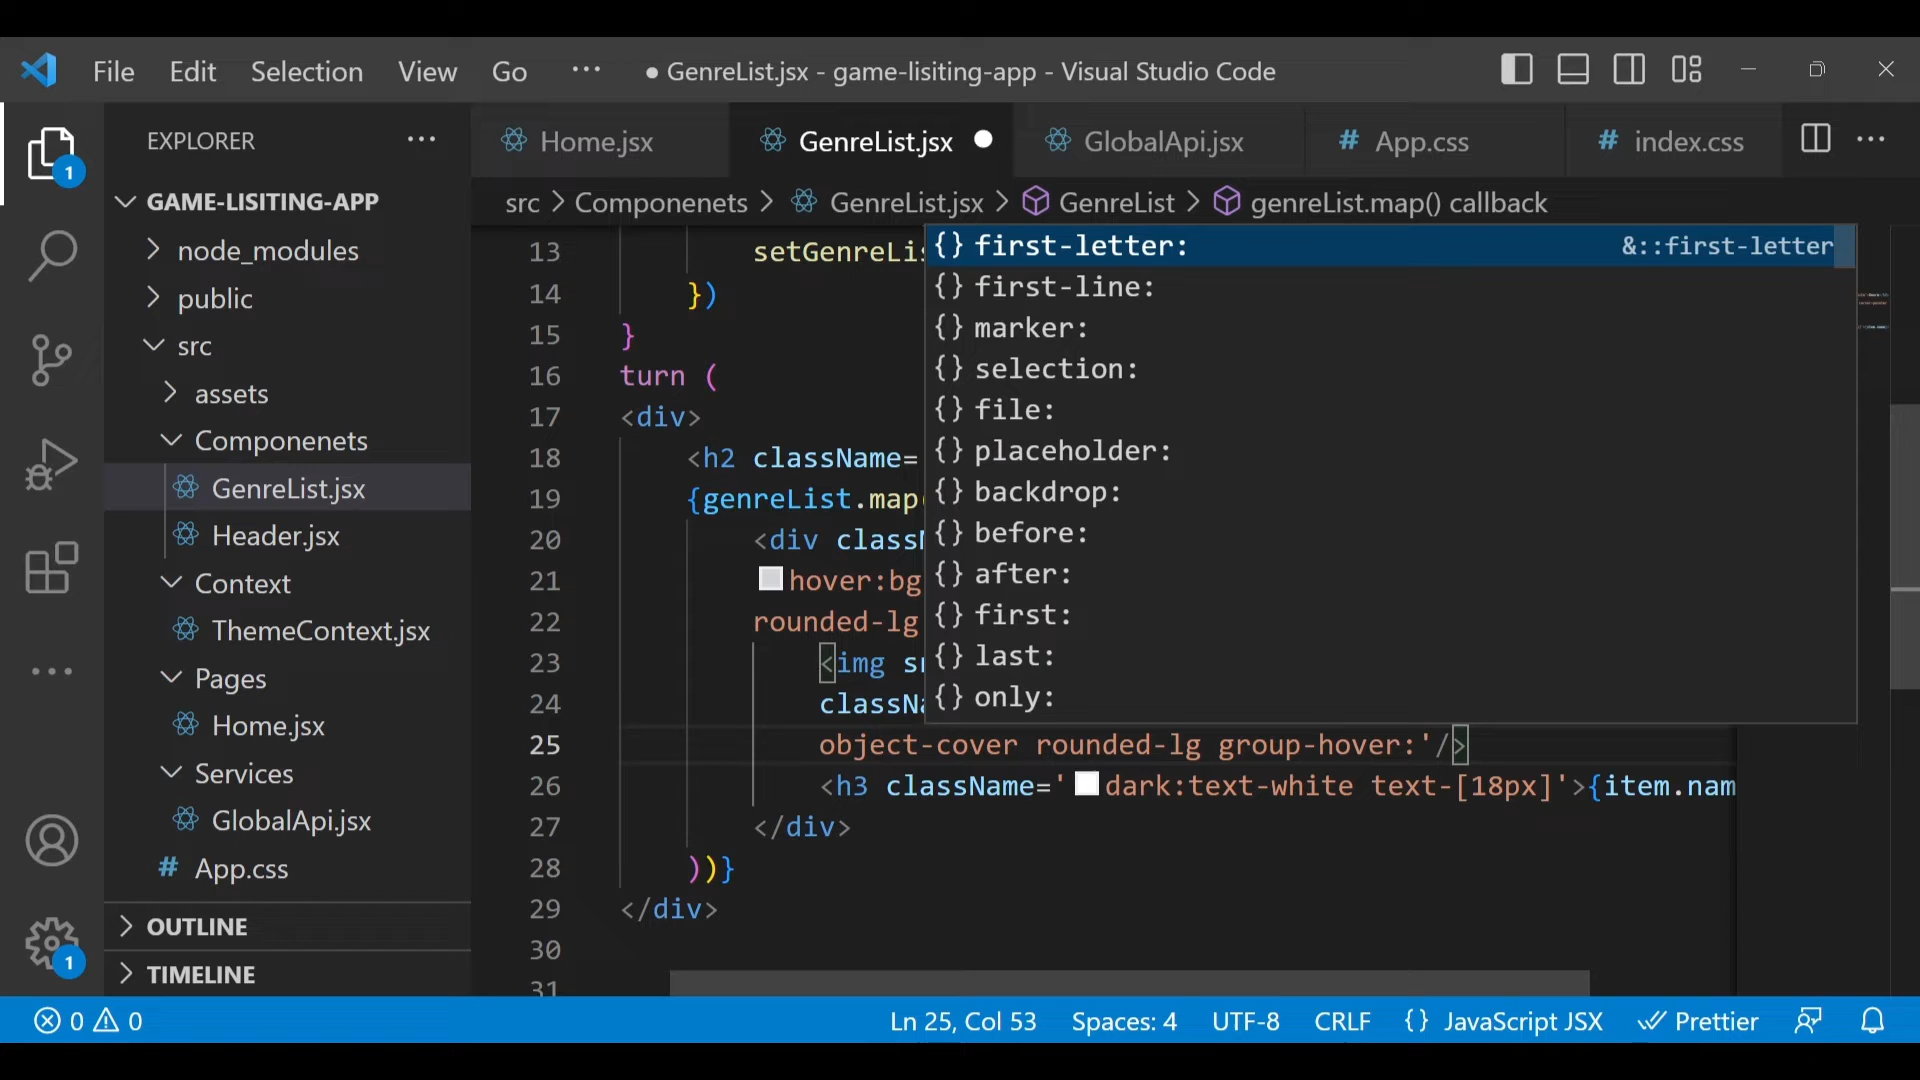 File Edit Selection View Go ··· ● GenreList.jsx - game-lisiting-app - Visual Studio Code
EXPLORER ···
Home.jsx GenreList.jsx ● GlobalApi.jsx # App.css # index.css ···
src > Componenets > GenreList.jsx > GenreList > genreList.map() callback
1
GAME-LISITING-APP
node_modules
public
src
assets
Componenets
GenreList.jsx
Header.jsx
Context
ThemeContext.jsx
Pages
Home.jsx
Services
GlobalApi.jsx
# App.css
OUTLINE
TIMELINE
1
13 setGenreLis
14 })
15 }
16 turn (
17 <div>
18 <h2 className=
19 {genreList.map(
20 <div classN
21 hover:bg
22 rounded-lg
23 <img sr
24 classNa
25 object-cover rounded-lg group-hover:'/>
26 <h3 className='dark:text-white text-[18px]'>{item.nam
27 </div>
28 ))}
29 </div>
30
31
{} first-letter: &::first-letter
{} first-line:
{} marker:
{} selection:
{} file:
{} placeholder:
{} backdrop:
{} before:
{} after:
{} first:
{} last:
{} only:
0 0 Ln 25, Col 53 Spaces: 4 UTF-8 CRLF {} JavaScript JSX Prettier